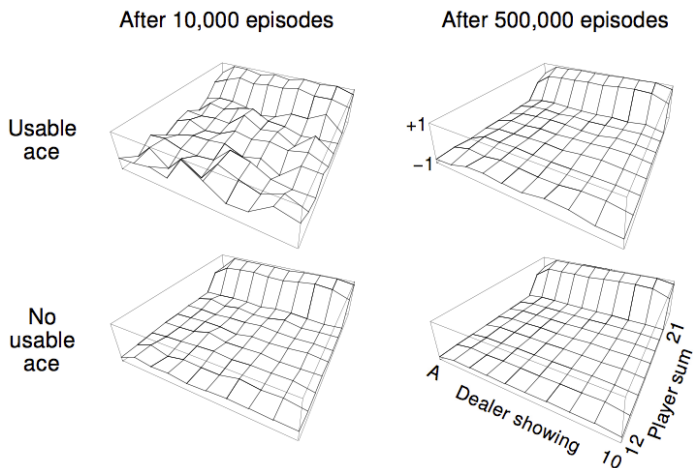 After 10,000 episodes
After 500,000 episodes
Usable
ace
+1
−1
No
usable
ace
A
Dealer showing
10
12
Player sum
21